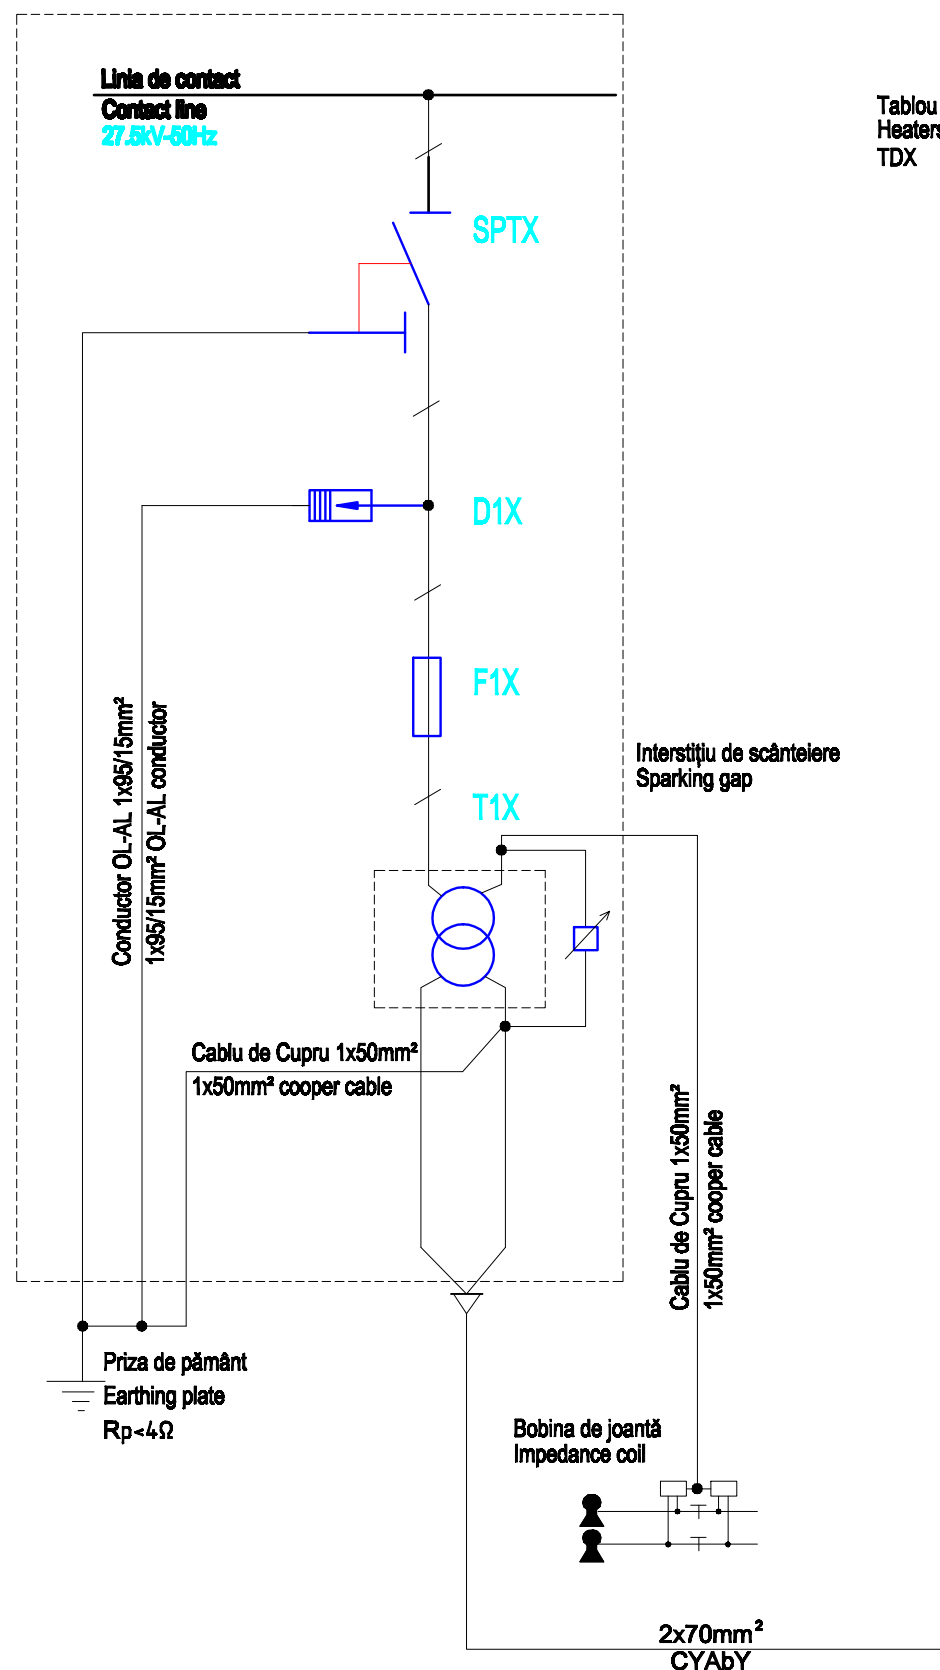 Linia de contact
Contact line
27.5kV-50Hz
Tablou
Heaters
TDX
SPTX
D1X
F1X
T1X
Interstițiu de scânteiere
Sparking gap
Conductor OL-AL 1x95/15mm²
1x95/15mm² OL-AL conductor
Cablu de Cupru 1x50mm²
1x50mm² cooper cable
Cablu de Cupru 1x50mm²
1x50mm² cooper cable
Priza de pământ
Earthing plate
Rp<4Ω
Bobina de joantă
Impedance coil
2x70mm²
CYAbY